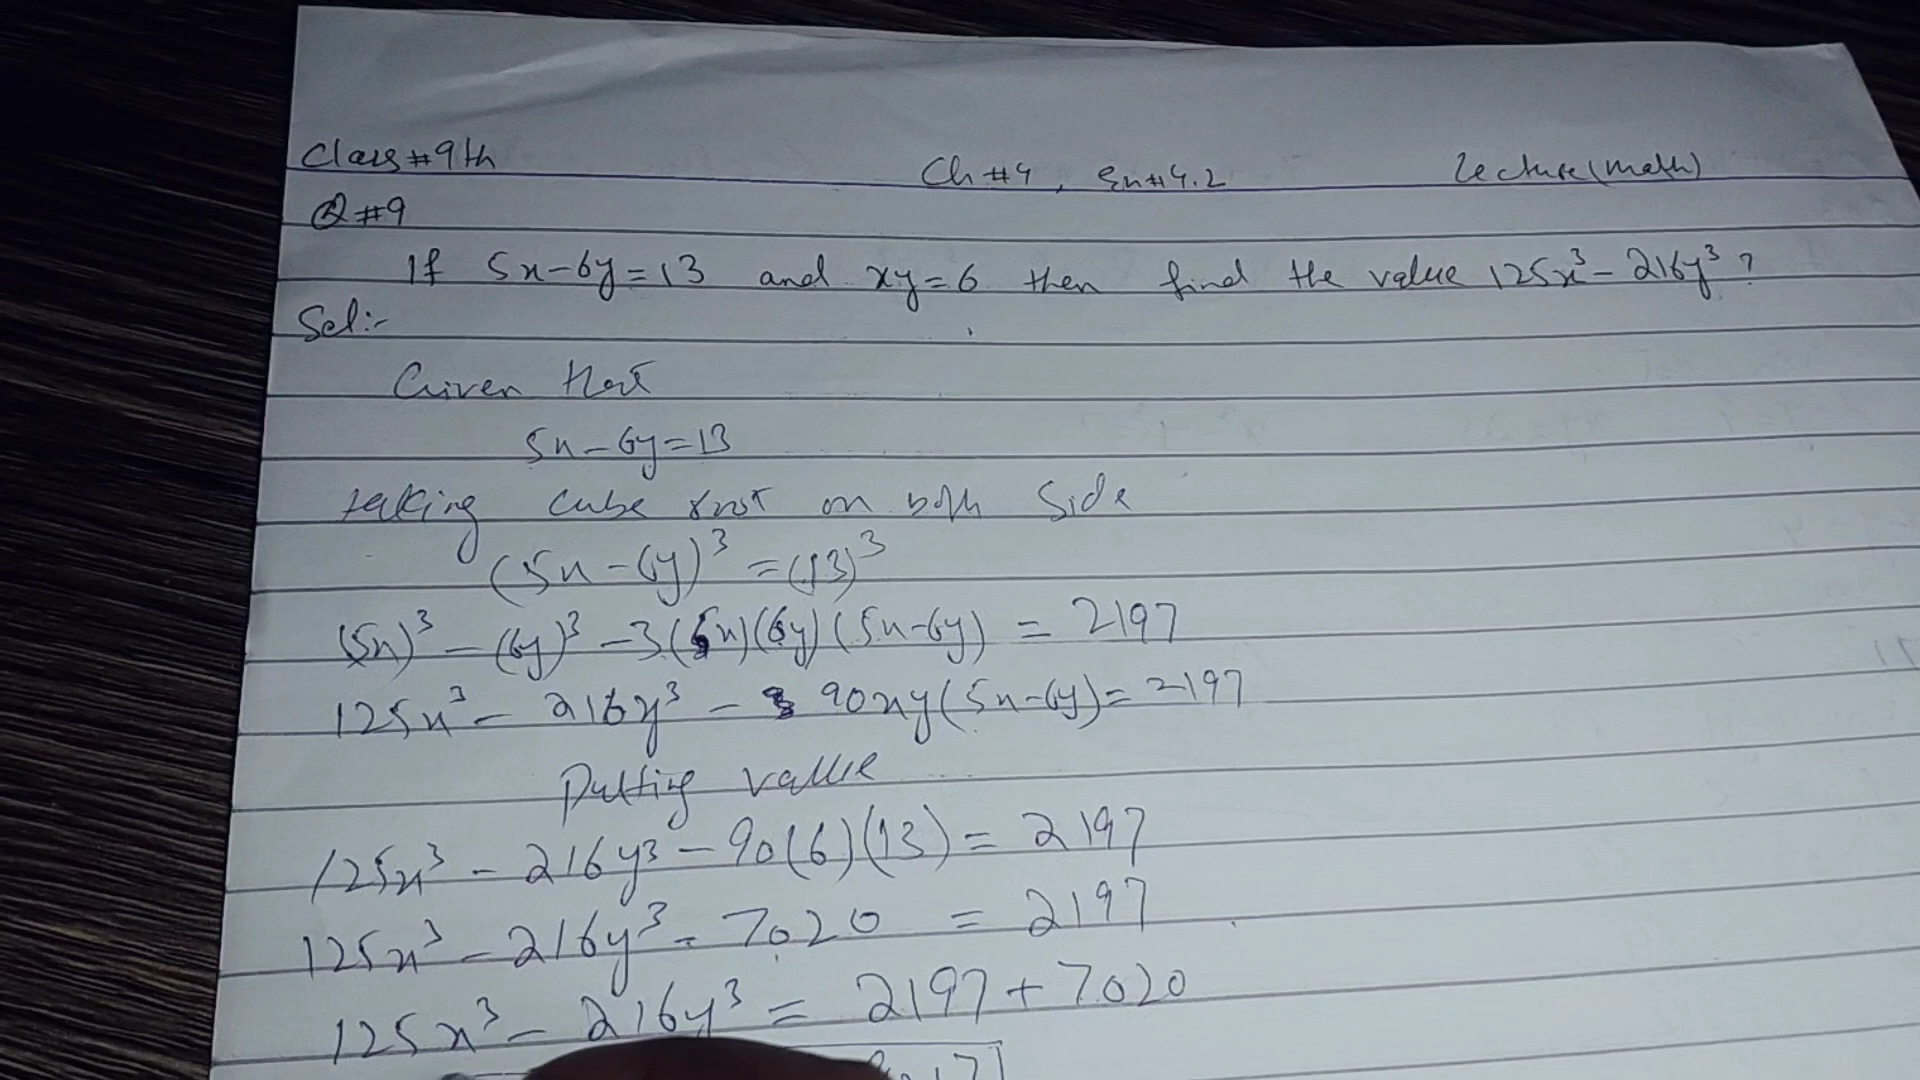 Class #9th Ch #4, Ex#4.2 Lecture (math)
Q #9
If 5x-6y=13 and xy=6 then find the value 125x³-216y³?
Sol:-
Given that
5x-6y=13
taking cube root on both Side
(5x-6y)³=(13)³
(5x)³-(6y)³-3(5x)(6y)(5x-6y)=2197
125x³-216y³-90xy(5x-6y)=2197
Putting value
125x³-216y³-90(6)(13)=2197
125x³-216y³-7020=2197
125x³-216y³=2197+7020